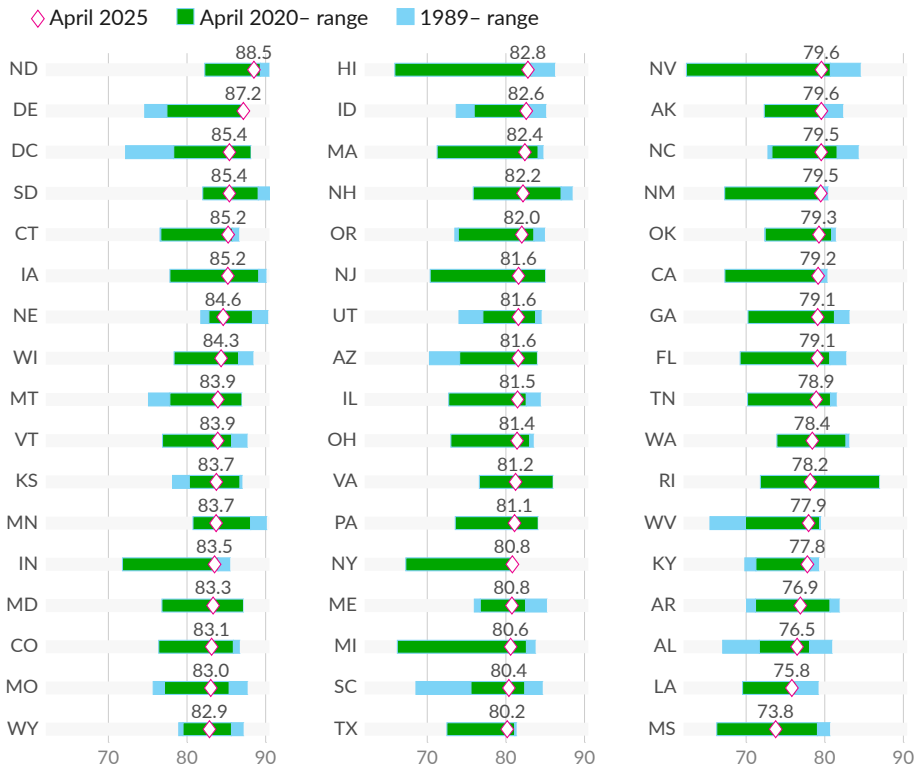 April 2025 April 2020– range 1989– range
88.5 82.8 79.6
ND HI NV
87.2 82.6 79.6
DE ID AK
85.4 82.4 79.5
DC MA NC
85.4 82.2 79.5
SD NH NM
85.2 82.0 79.3
CT OR OK
85.2 81.6 79.2
IA NJ CA
84.6 81.6 79.1
NE UT GA
84.3 81.6 79.1
WI AZ FL
83.9 81.5 78.9
MT IL TN
83.9 81.4 78.4
VT OH WA
83.7 81.2 78.2
KS VA RI
83.7 81.1 77.9
MN PA WV
83.5 80.8 77.8
IN NY KY
83.3 80.8 76.9
MD ME AR
83.1 80.6 76.5
CO MI AL
83.0 80.4 75.8
MO SC LA
82.9 80.2 73.8
WY TX MS
70 80 90 70 80 90 70 80 90